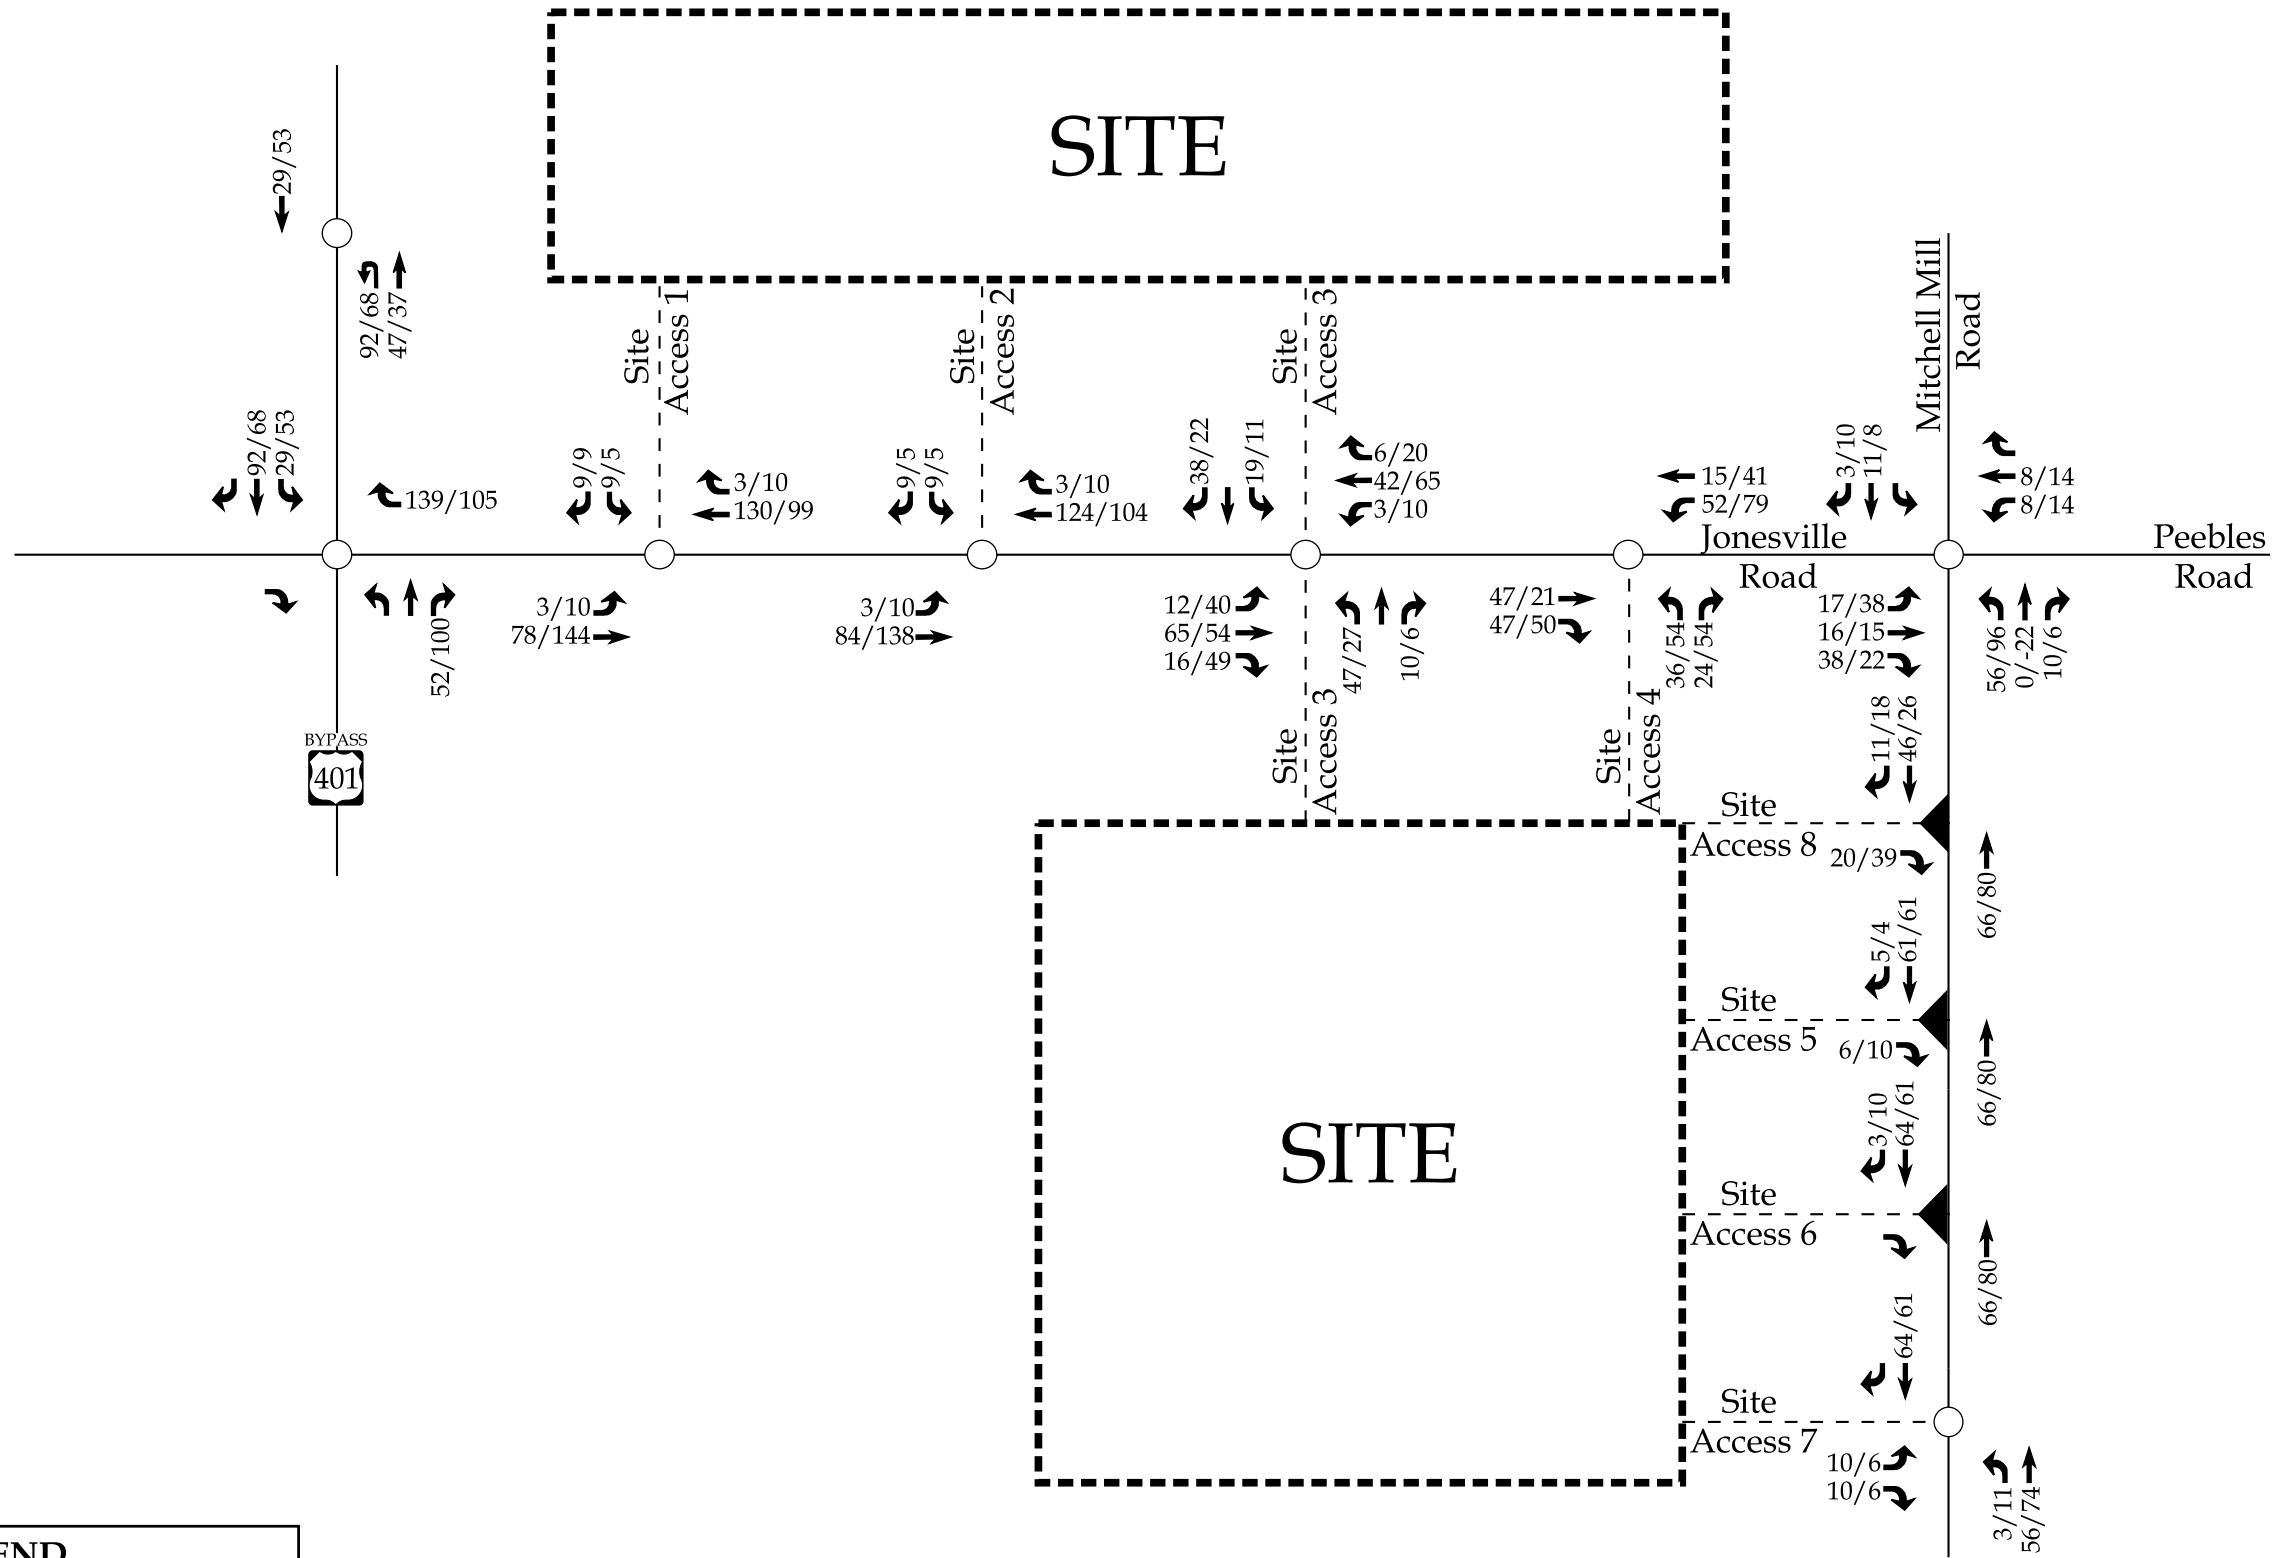 SITE
29/53
92/68
47/37
Site
Access 1
Site
Access 2
Site
Access 3
Mitchell Mill
Road
92/68
29/53
139/105
9/9
9/5
3/10
130/99
9/5
9/5
3/10
124/104
38/22
19/11
6/20
42/65
3/10
15/41
52/79
3/10
11/8
8/14
8/14
Jonesville
Road
Peebles
Road
52/100
3/10
78/144
3/10
84/138
12/40
65/54
16/49
47/27
10/6
47/21
47/50
36/54
24/54
17/38
16/15
38/22
56/96
0/-22
10/6
BYPASS
401
Site
Access 3
Site
Access 4
11/18
46/26
Site
Access 8
20/39
66/80
5/4
61/61
Site
Access 5
6/10
66/80
3/10
64/61
SITE
Site
Access 6
66/80
64/61
Site
Access 7
10/6
10/6
3/11
56/74